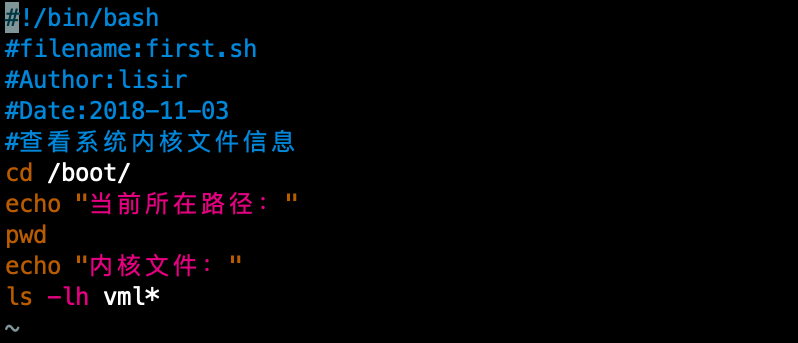 #!/bin/bash
#filename:first.sh
#Author:lisir
#Date:2018-11-03
#查看系统内核文件信息
cd /boot/
echo "当前所在路径："
pwd
echo "内核文件："
ls -lh vml*
~